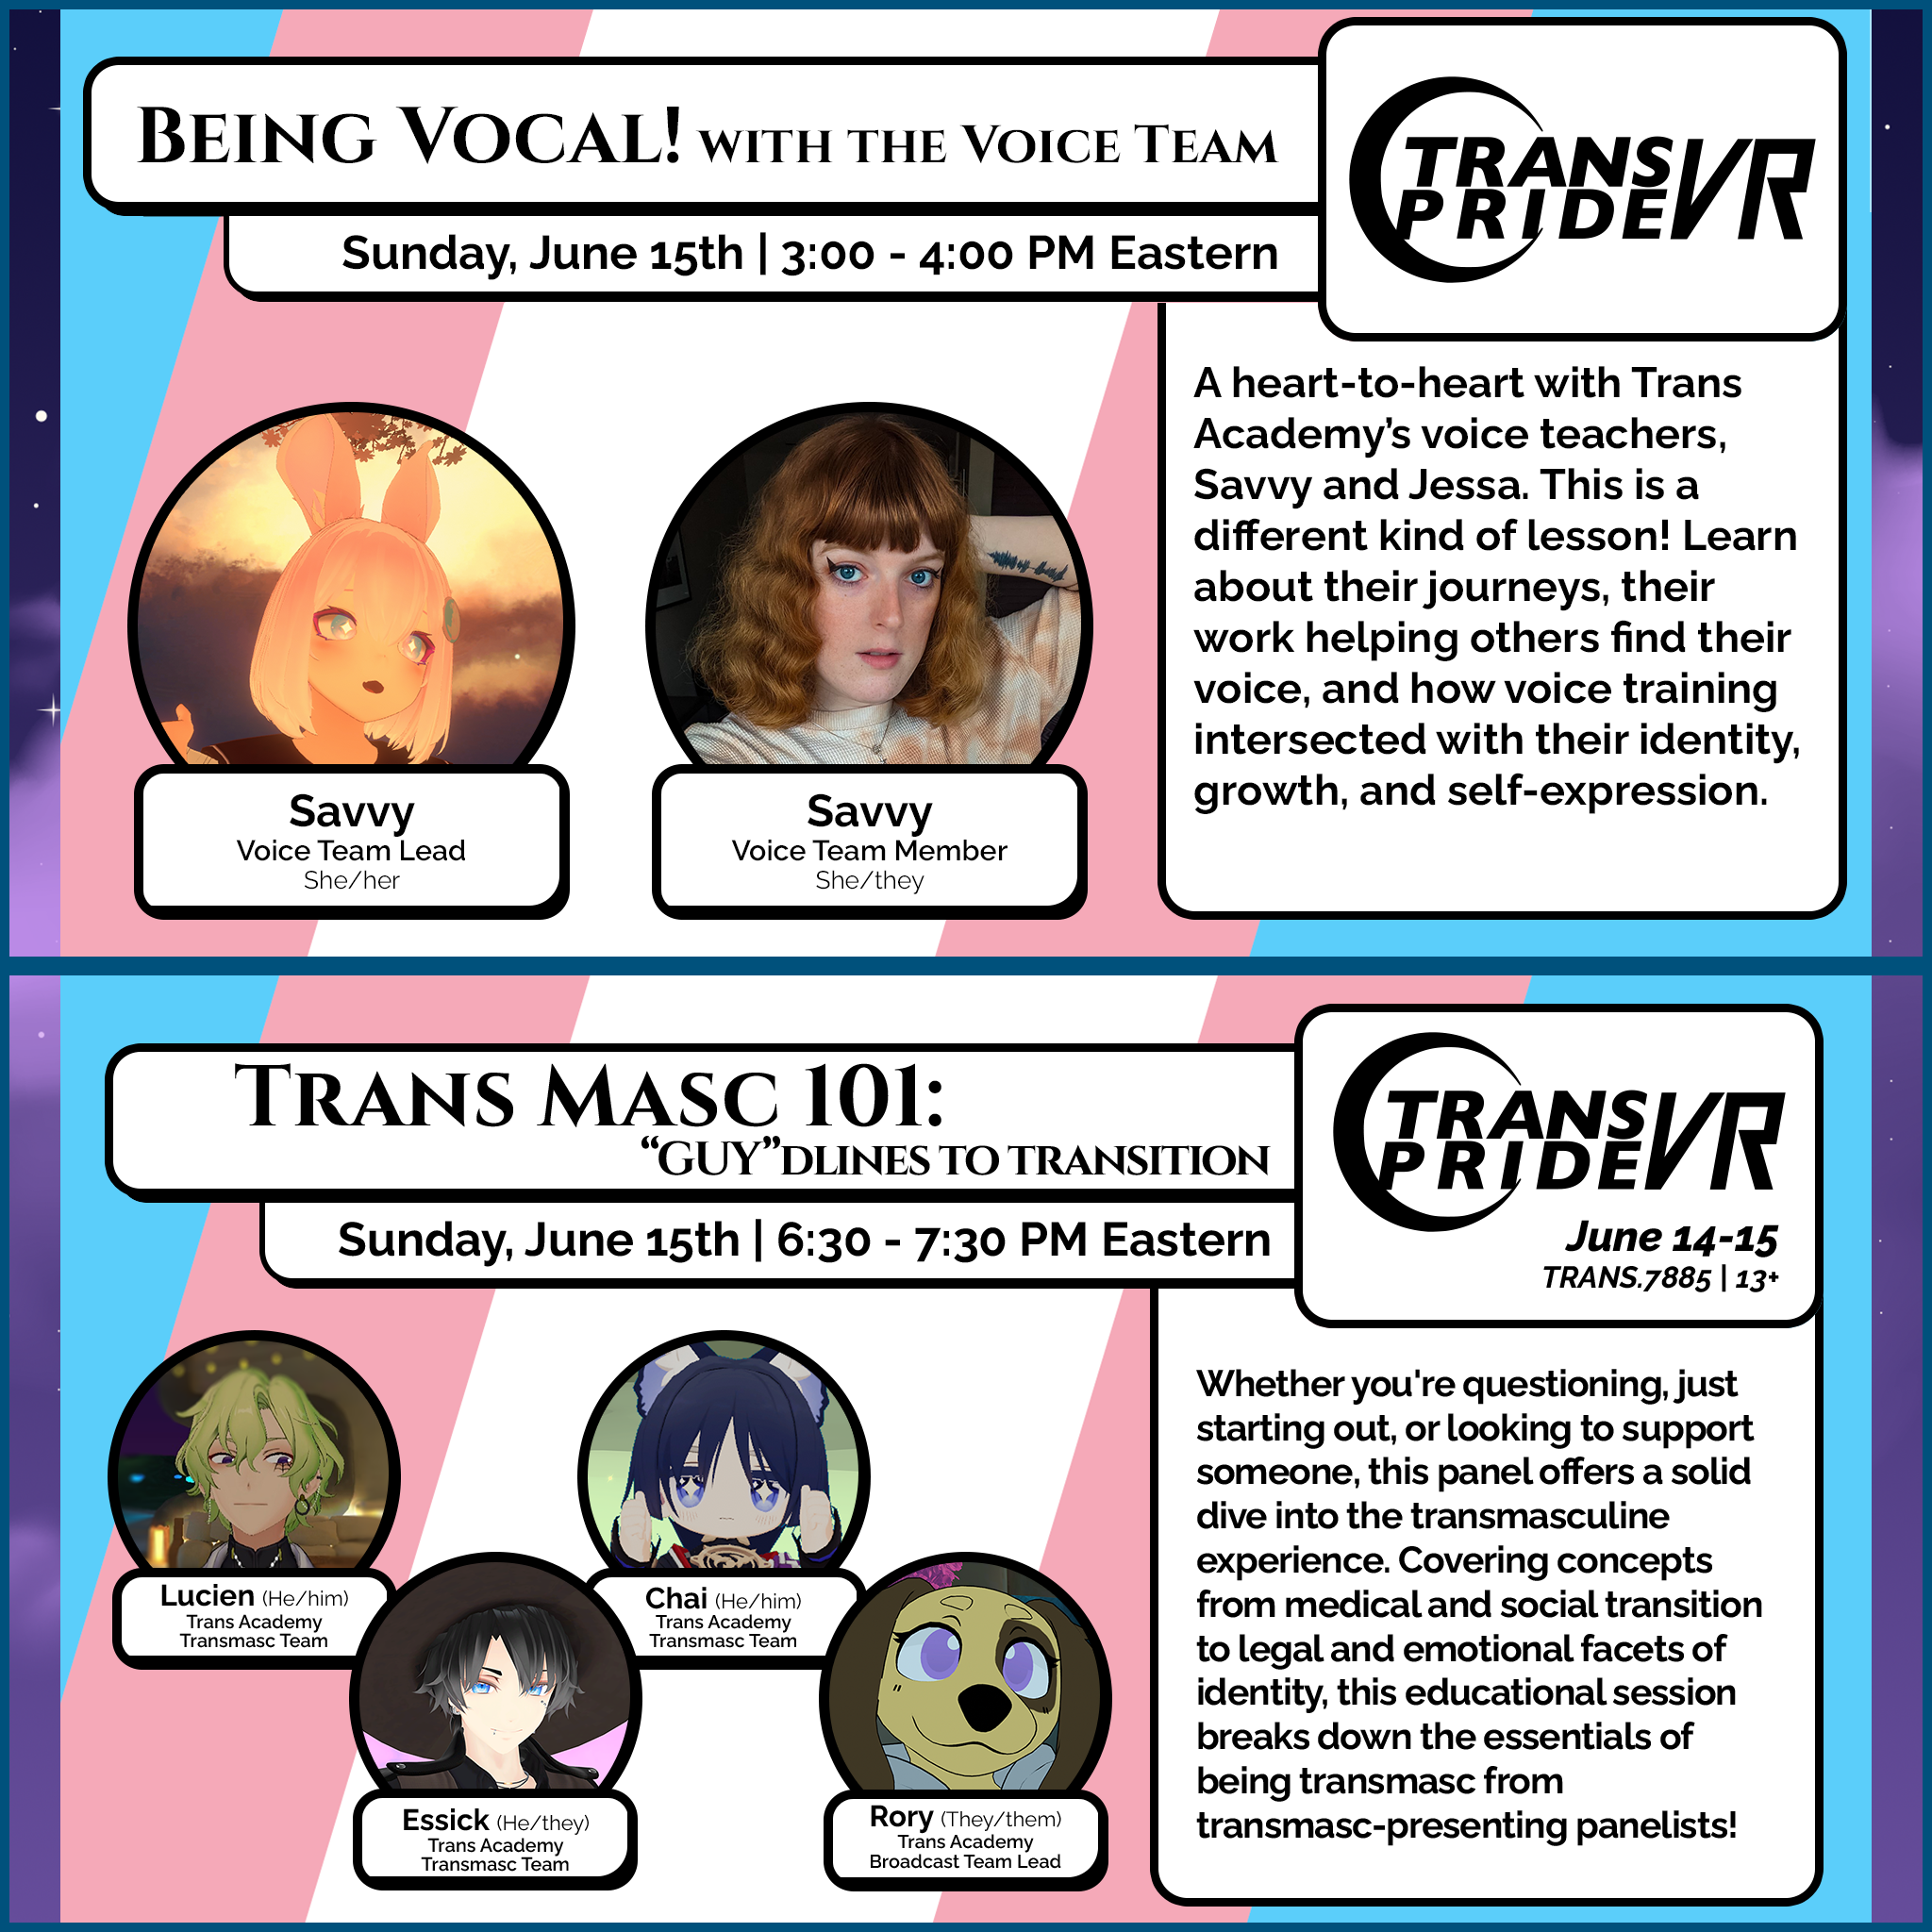 BEING VOCAL! WITH THE VOICE TEAM
TRANS
PRIDE VR
Sunday, June 15th | 3:00 - 4:00 PM Eastern
A heart-to-heart with Trans
Academy’s voice teachers,
Savvy and Jessa. This is a
different kind of lesson! Learn
about their journeys, their
work helping others find their
voice, and how voice training
intersected with their identity,
growth, and self-expression.
Savvy
Voice Team Lead
She/her
Savvy
Voice Team Member
She/they
TRANS MASC 101:
“GUY”DLINES TO TRANSITION
TRANS
PRIDE VR
June 14-15
TRANS.7885 | 13+
Sunday, June 15th | 6:30 - 7:30 PM Eastern
Whether you're questioning, just
starting out, or looking to support
someone, this panel offers a solid
dive into the transmasculine
experience. Covering concepts
from medical and social transition
to legal and emotional facets of
identity, this educational session
breaks down the essentials of
being transmasc from
transmasc-presenting panelists!
Lucien (He/him)
Trans Academy
Transmasc Team
Chai (He/him)
Trans Academy
Transmasc Team
Essick (He/they)
Trans Academy
Transmasc Team
Rory (They/them)
Trans Academy
Broadcast Team Lead